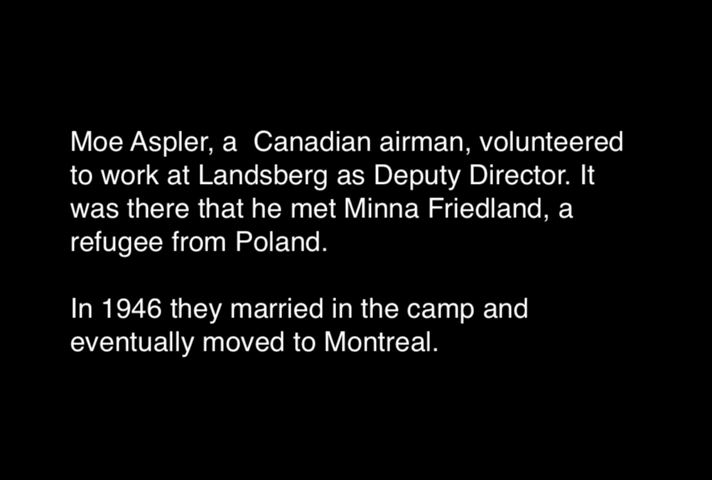 Moe Aspler, a  Canadian airman, volunteered
to work at Landsberg as Deputy Director. It
was there that he met Minna Friedland, a
refugee from Poland.
In 1946 they married in the camp and
eventually moved to Montreal.